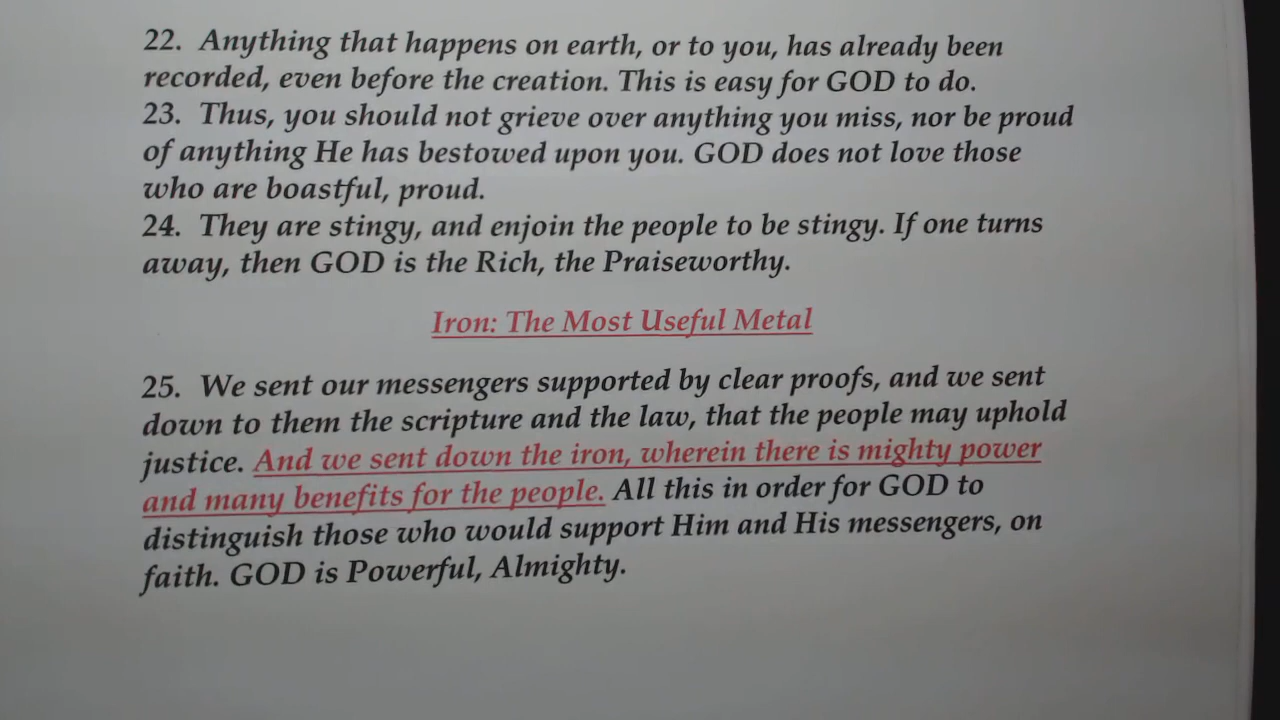 22. Anything that happens on earth, or to you, has already been
recorded, even before the creation. This is easy for GOD to do.
23. Thus, you should not grieve over anything you miss, nor be proud
of anything He has bestowed upon you. GOD does not love those
who are boastful, proud.
24. They are stingy, and enjoin the people to be stingy. If one turns
away, then GOD is the Rich, the Praiseworthy.
Iron: The Most Useful Metal
25. We sent our messengers supported by clear proofs, and we sent
down to them the scripture and the law, that the people may uphold
justice. And we sent down the iron, wherein there is mighty power
and many benefits for the people. All this in order for GOD to
distinguish those who would support Him and His messengers, on
faith. GOD is Powerful, Almighty.